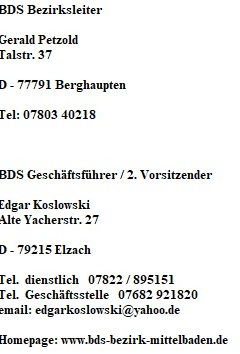 BDS Bezirksleiter
Gerald Petzold
Talstr. 37
D - 77791 Berghaupten
Tel: 07803 40218
BDS Geschäftsführer / 2. Vorsitzender
Edgar Koslowski
Alte Yacherstr. 27
D - 79215 Elzach
Tel. dienstlich 07822 / 895151
Tel. Geschäftsstelle 07682 921820
email: edgarkoslowski@yahoo.de
Homepage: www.bds-bezirk-mittelbaden.de